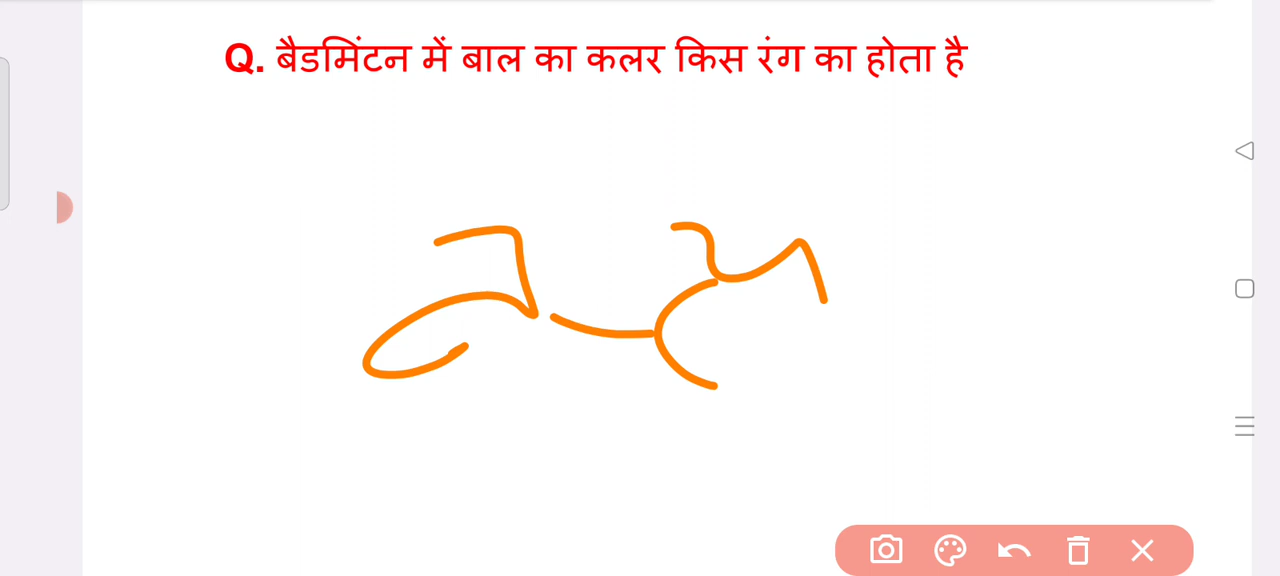 Q. बैडमिंटन में बाल का कलर किस रंग का होता है